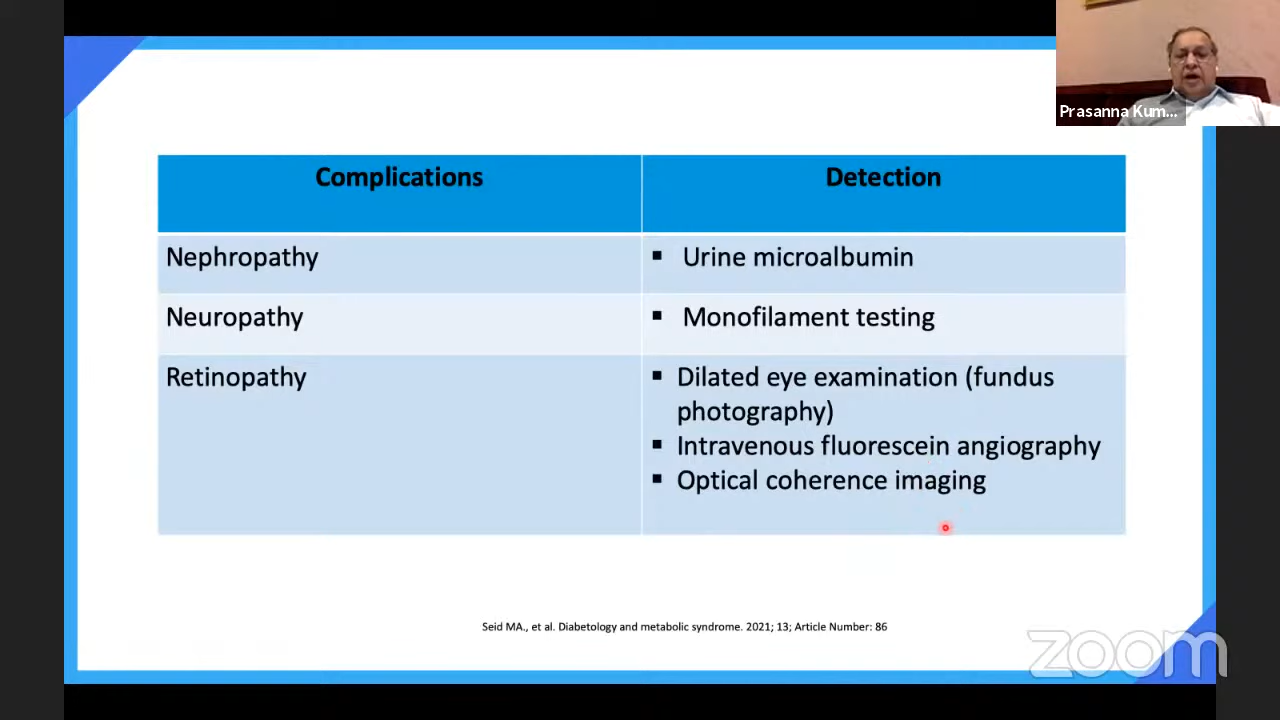 Prasanna Kum...
Complications
Detection
Nephropathy
▪ Urine microalbumin
Neuropathy
▪ Monofilament testing
Retinopathy
▪ Dilated eye examination (fundus
photography)
▪ Intravenous fluorescein angiography
▪ Optical coherence imaging
Seid MA., et al. Diabetology and metabolic syndrome. 2021; 13; Article Number: 86
zoom